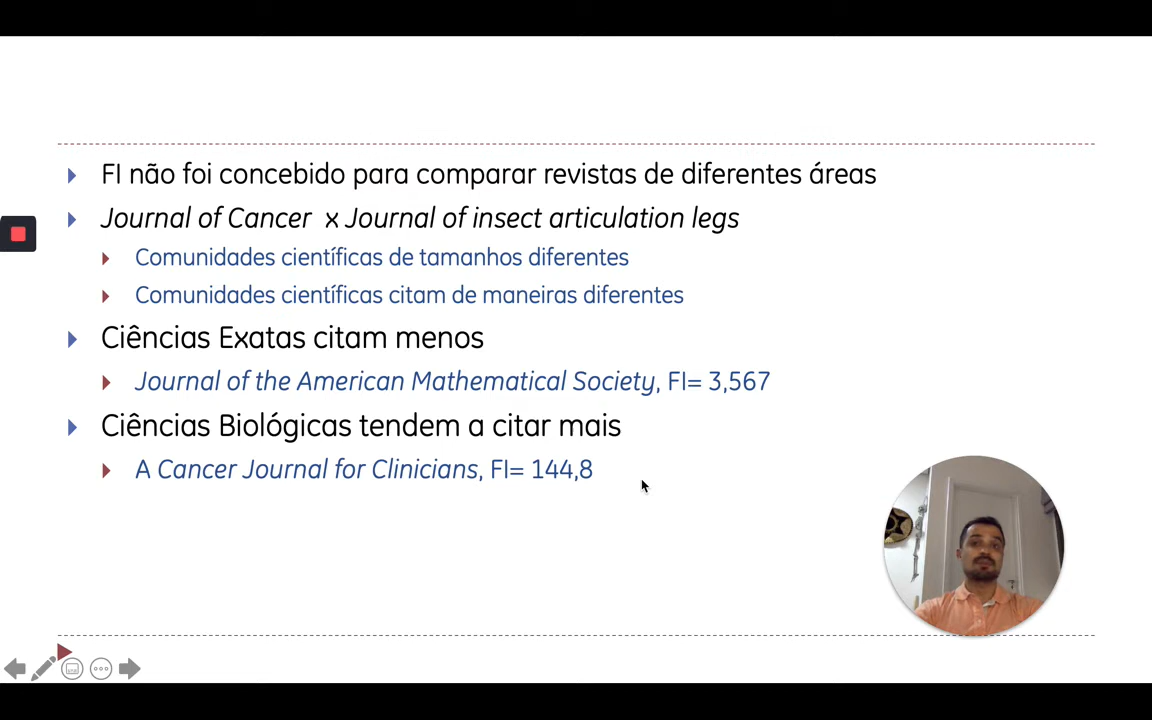 FI não foi concebido para comparar revistas de diferentes áreas
Journal of Cancer x Journal of insect articulation legs
Comunidades científicas de tamanhos diferentes
Comunidades científicas citam de maneiras diferentes
Ciências Exatas citam menos
Journal of the American Mathematical Society, FI= 3,567
Ciências Biológicas tendem a citar mais
A Cancer Journal for Clinicians, FI= 144,8